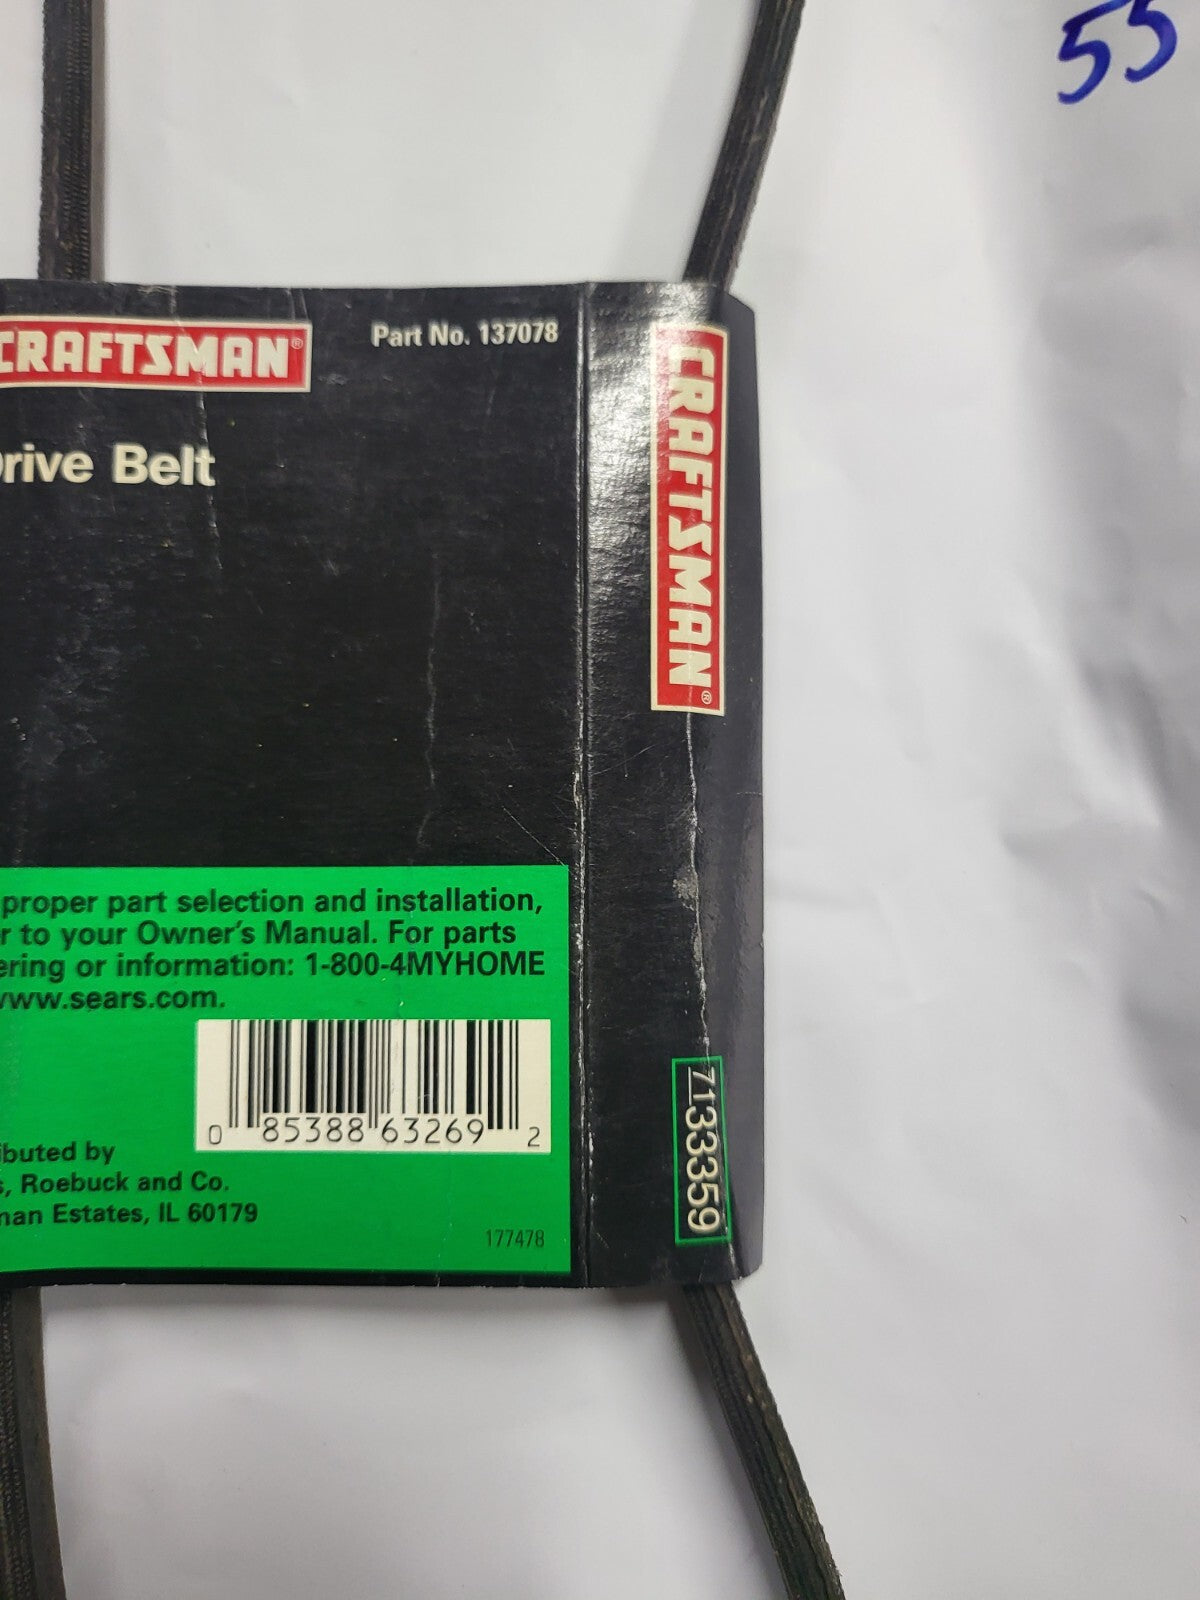 55
CRAFTSMAN®
Part No. 137078
Drive Belt
proper part selection and installation,
r to your Owner's Manual. For parts
ering or information: 1-800-4MYHOME
www.sears.com.
0 85388 63269 2
ibuted by
s, Roebuck and Co.
man Estates, IL 60179
177478
CRAFTSMAN®
7133359